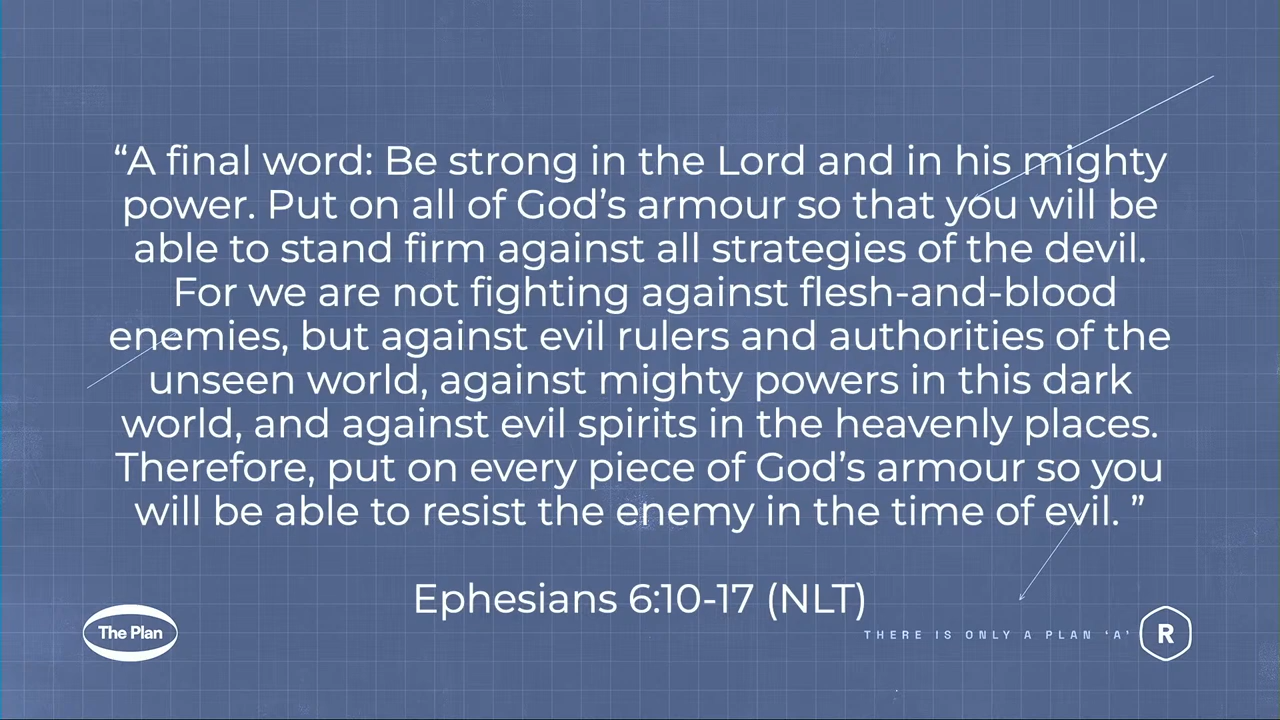 “A final word: Be strong in the Lord and in his mighty
power. Put on all of God’s armour so that you will be
able to stand firm against all strategies of the devil.
For we are not fighting against flesh-and-blood
enemies, but against evil rulers and authorities of the
unseen world, against mighty powers in this dark
world, and against evil spirits in the heavenly places.
Therefore, put on every piece of God’s armour so you
will be able to resist the enemy in the time of evil. ”
Ephesians 6:10-17 (NLT)
The Plan
THERE IS ONLY A PLAN ‘A’
R